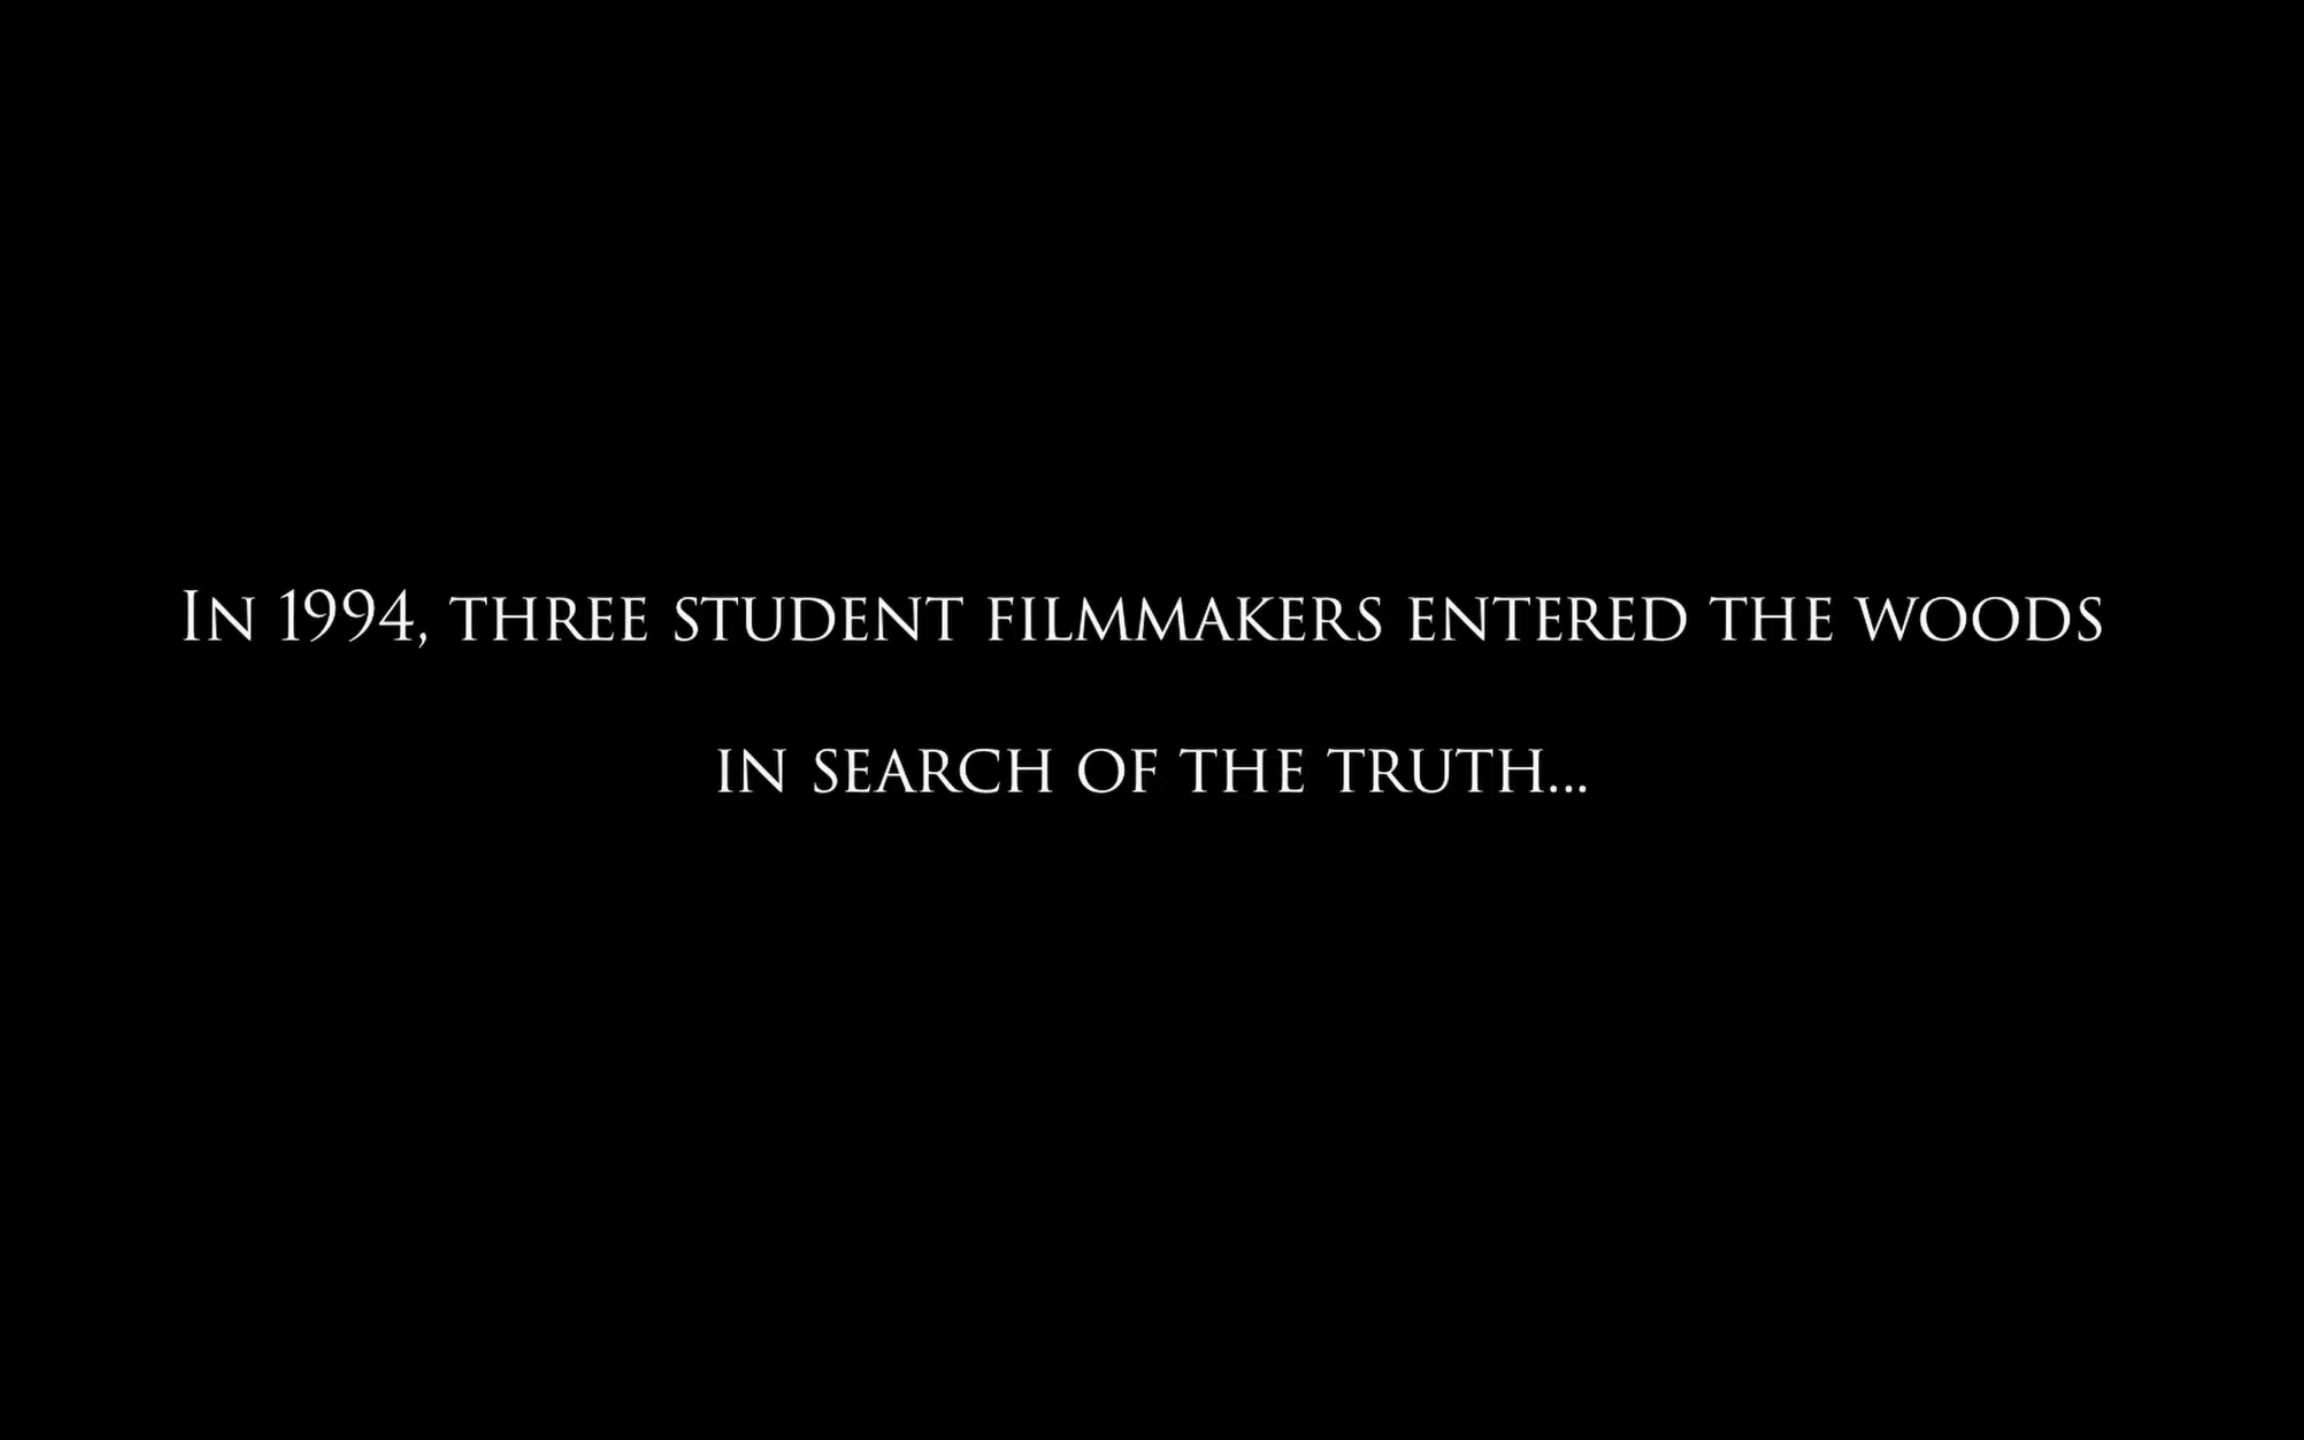 In 1994, three student filmmakers entered the woods
in search of the truth...